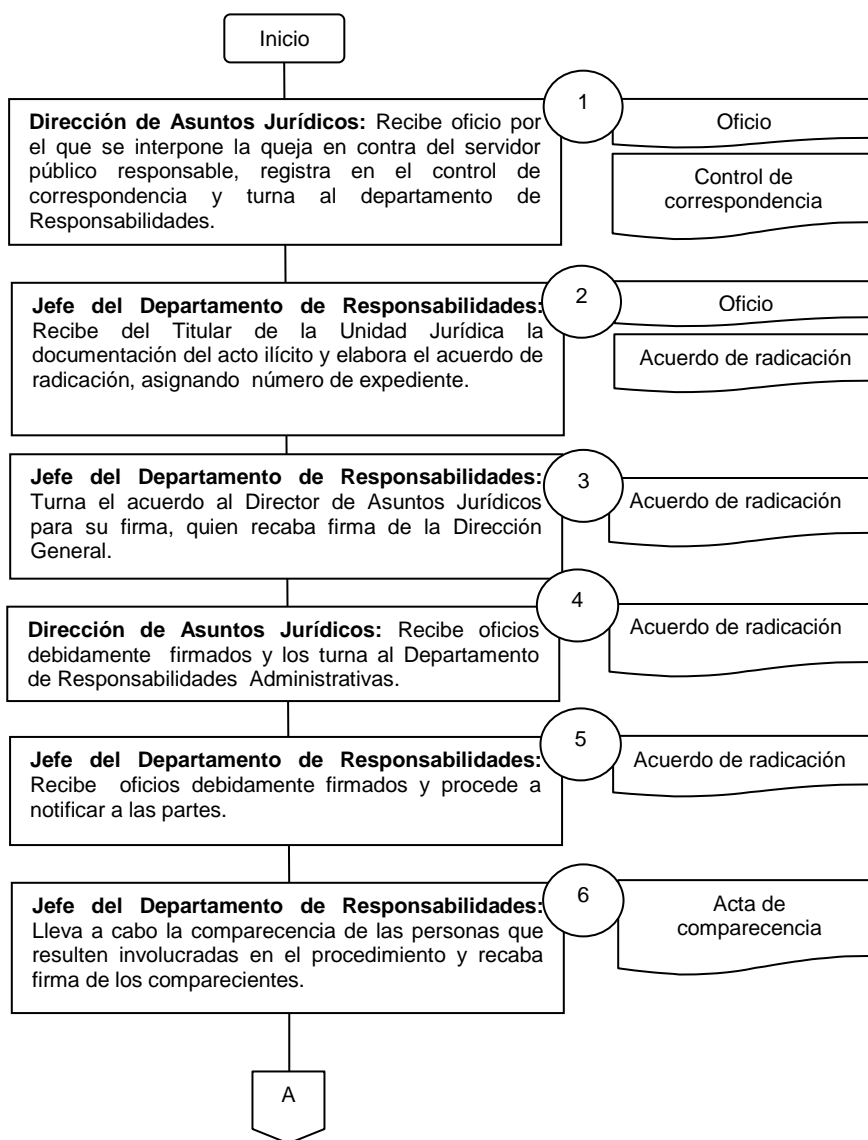 Inicio
1
Dirección de Asuntos Jurídicos: Recibe oficio por
el que se interpone la queja en contra del servidor
público responsable, registra en el control de
correspondencia y turna al departamento de
Responsabilidades.
Oficio
Control de
correspondencia
2
Jefe del Departamento de Responsabilidades:
Recibe del Titular de la Unidad Jurídica la
documentación del acto ilícito y elabora el acuerdo de
radicación, asignando número de expediente.
Oficio
Acuerdo de radicación
3
Jefe del Departamento de Responsabilidades:
Turna el acuerdo al Director de Asuntos Jurídicos
para su firma, quien recaba firma de la Dirección
General.
Acuerdo de radicación
4
Dirección de Asuntos Jurídicos: Recibe oficios
debidamente firmados y los turna al Departamento
de Responsabilidades Administrativas.
Acuerdo de radicación
5
Jefe del Departamento de Responsabilidades:
Recibe oficios debidamente firmados y procede a
notificar a las partes.
Acuerdo de radicación
6
Jefe del Departamento de Responsabilidades:
Lleva a cabo la comparecencia de las personas que
resulten involucradas en el procedimiento y recaba
firma de los comparecientes.
Acta de
comparecencia
A